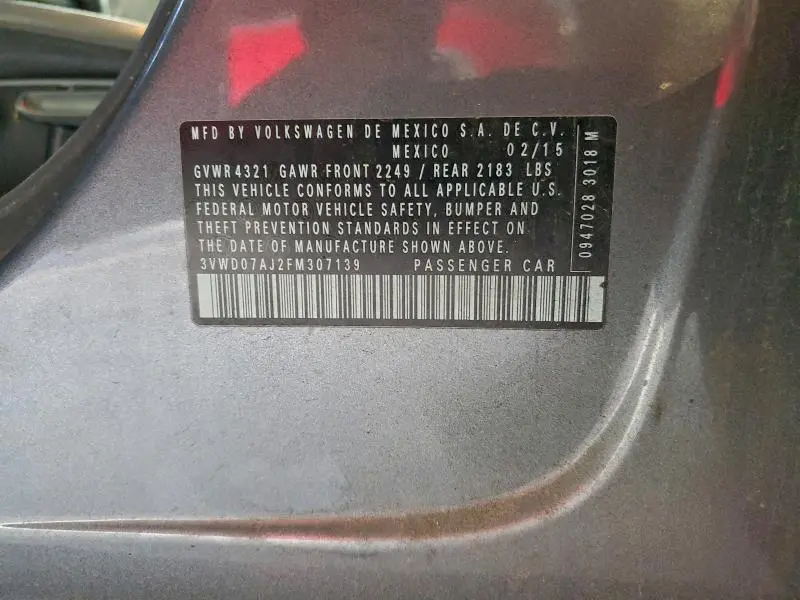 MFD BY VOLKSWAGEN DE MEXICO S.A. DE C.V.
MEXICO 02/15
GVWR 4321 GAWR FRONT 2249 / REAR 2183 LBS
THIS VEHICLE CONFORMS TO ALL APPLICABLE U.S.
FEDERAL MOTOR VEHICLE SAFETY, BUMPER AND
THEFT PREVENTION STANDARDS IN EFFECT ON
THE DATE OF MANUFACTURE SHOWN ABOVE.
3VWD07AJ2FM307139 PASSENGER CAR
0947028 3018 M